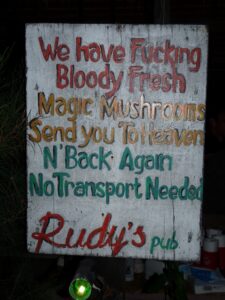 We have Fucking
Bloody Fresh
Magic Mushrooms
Send you To Heaven
N' Back Again
No Transport Needed
Rudy's pub